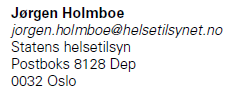 Jørgen Holmboe
jorgen.holmboe@helsetilsynet.no
Statens helsetilsyn
Postboks 8128 Dep
0032 Oslo